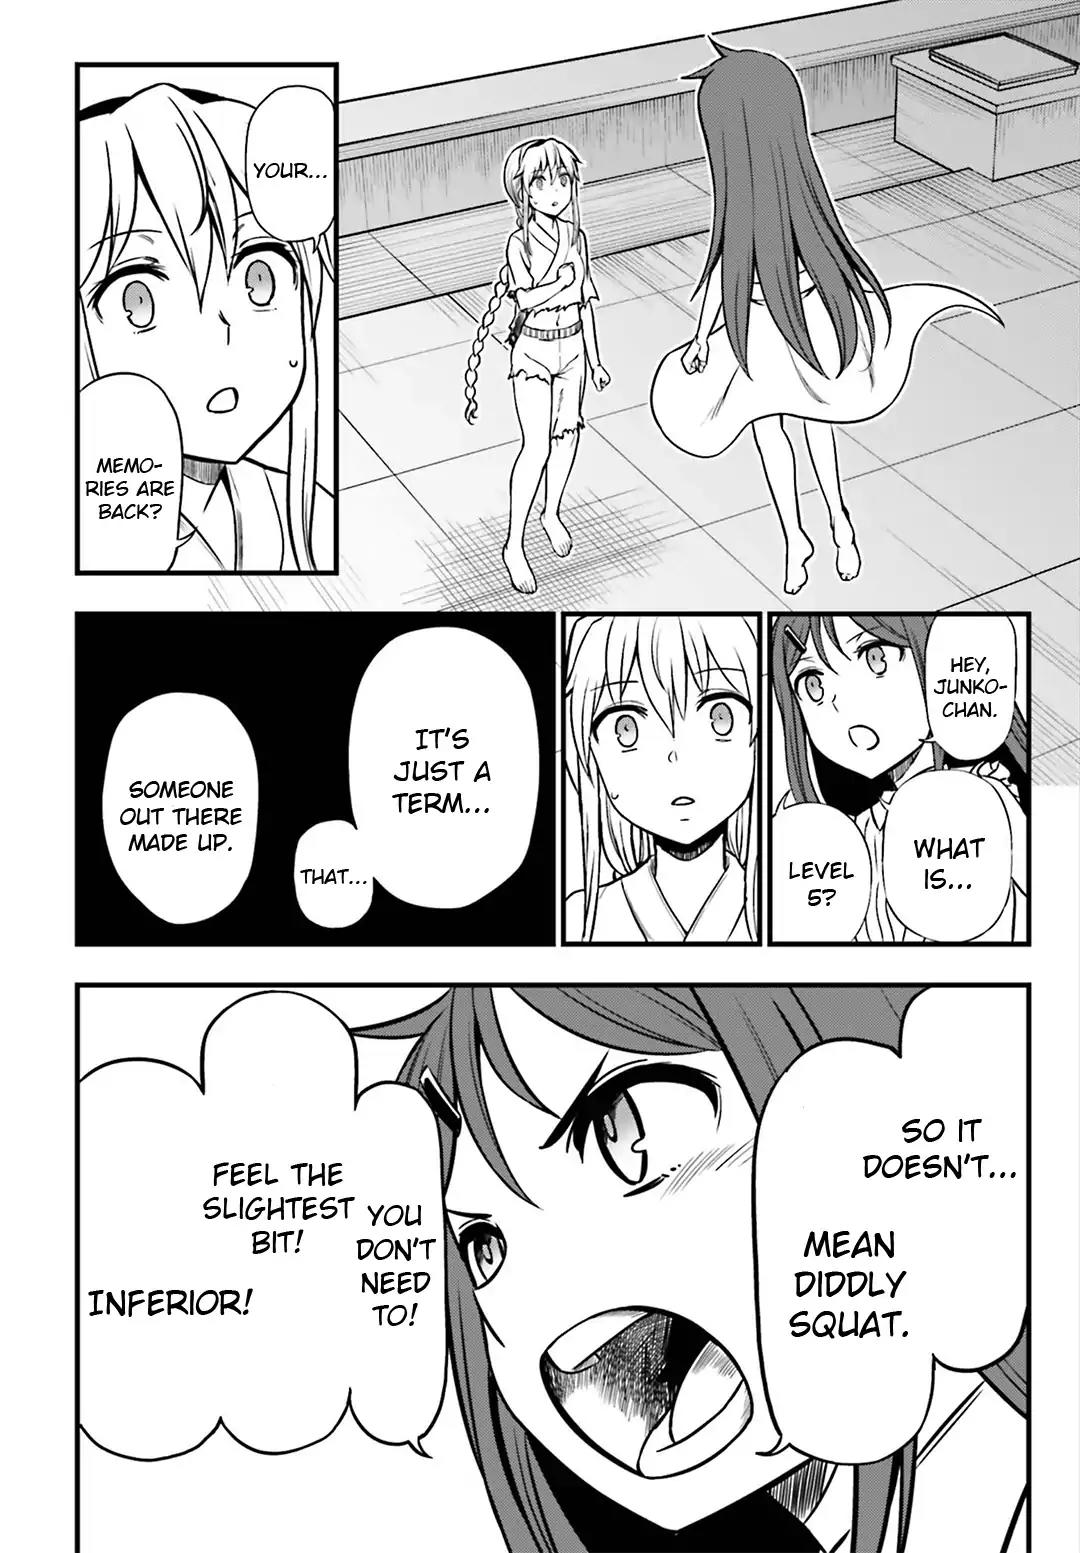 YOUR...
MEMO-
RIES ARE
BACK?
HEY,
JUNKO-
CHAN.
WHAT
IS...
LEVEL
5?
IT'S
JUST A
TERM...
THAT...
SOMEONE
OUT THERE
MADE UP.
SO IT
DOESN'T...
MEAN
DIDDLY
SQUAT.
YOU
DON'T
NEED
TO!
FEEL THE
SLIGHTEST
BIT!
INFERIOR!